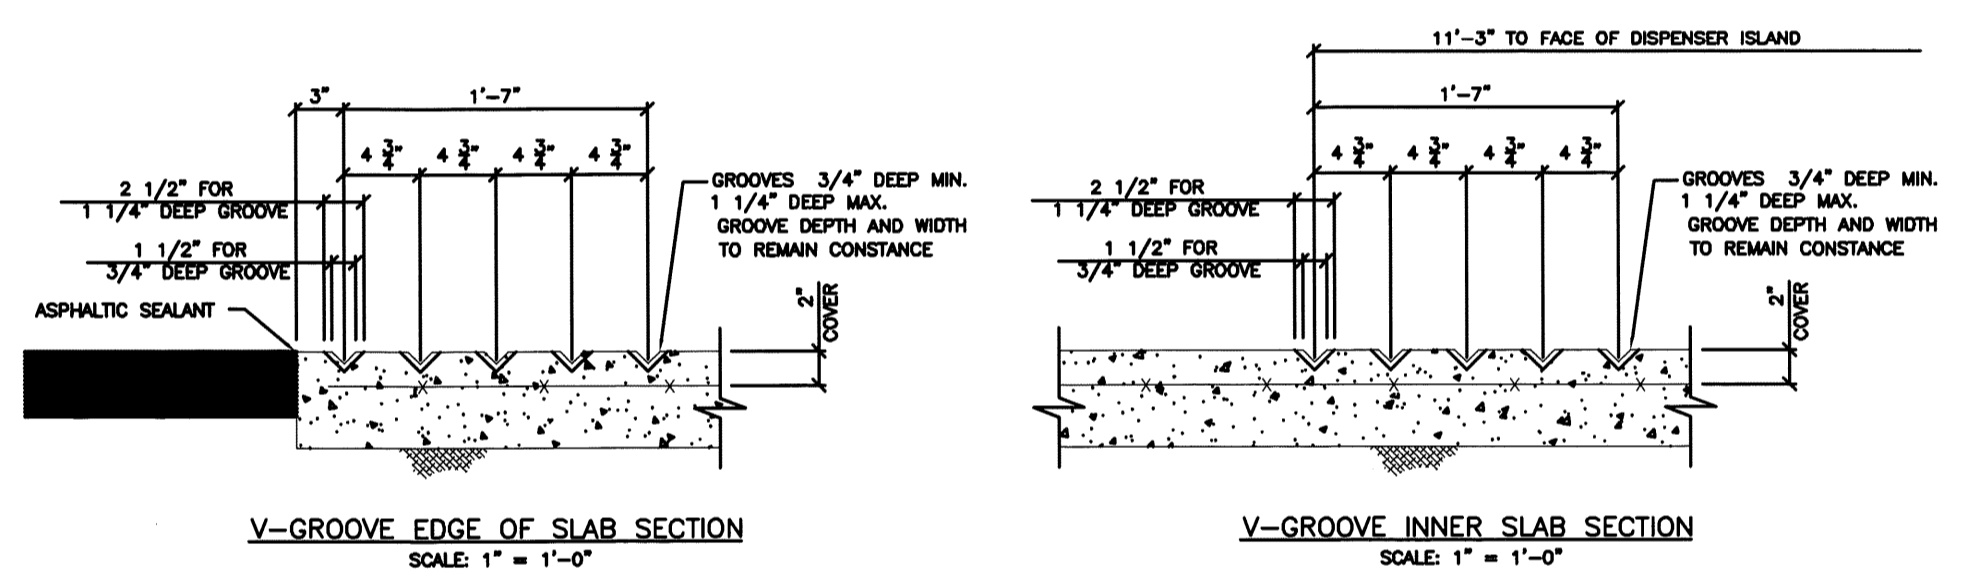 3" 1'-7"
4 3/4" 4 3/4" 4 3/4" 4 3/4"
2 1/2" FOR
1 1/4" DEEP GROOVE
1 1/2" FOR
3/4" DEEP GROOVE
ASPHALTIC SEALANT
GROOVES 3/4" DEEP MIN.
1 1/4" DEEP MAX.
GROOVE DEPTH AND WIDTH
TO REMAIN CONSTANCE
2"
COVER
V-GROOVE EDGE OF SLAB SECTION
SCALE: 1" = 1'-0"
11'-3" TO FACE OF DISPENSER ISLAND
1'-7"
4 3/4" 4 3/4" 4 3/4" 4 3/4"
2 1/2" FOR
1 1/4" DEEP GROOVE
1 1/2" FOR
3/4" DEEP GROOVE
GROOVES 3/4" DEEP MIN.
1 1/4" DEEP MAX.
GROOVE DEPTH AND WIDTH
TO REMAIN CONSTANCE
2"
COVER
V-GROOVE INNER SLAB SECTION
SCALE: 1" = 1'-0"